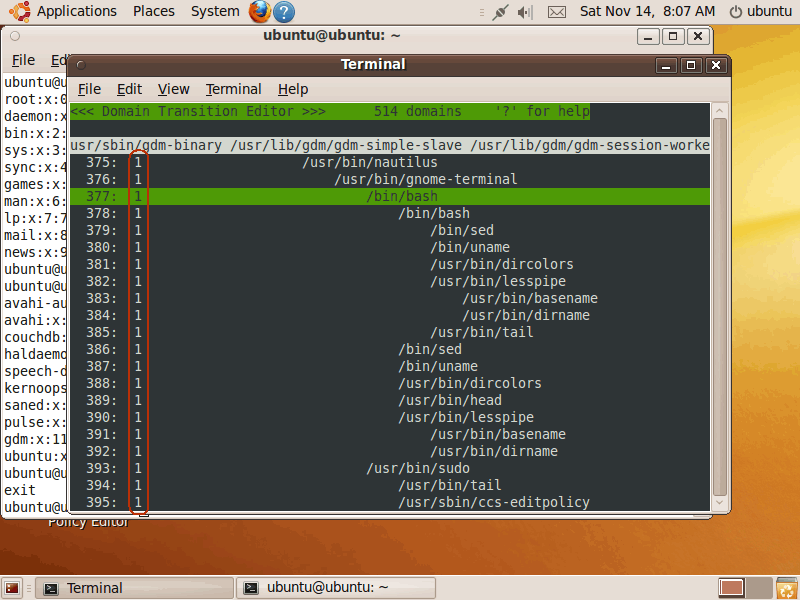 Applications Places System ? Sat Nov 14, 8:07 AM ubuntu
ubuntu@ubuntu: ~
File Ed
ubuntu@u
root:x:0
daemon:x
bin:x:2:
sys:x:3:
sync:x:4
games:x:
man:x:6:
lp:x:7:7
mail:x:8
news:x:9
ubuntu@u
ubuntu@u
avahi-au
avahi:x:
couchdb:
haldaemo
speech-d
kernoops
saned:x:
pulse:x:
gdm:x:11
ubuntu:x
ubuntu@u
exit
ubuntu@u
Terminal
File Edit View Terminal Help
<<< Domain Transition Editor >>> 514 domains '?' for help
usr/sbin/gdm-binary /usr/lib/gdm/gdm-simple-slave /usr/lib/gdm/gdm-session-worke
375: 1 /usr/bin/nautilus
376: 1 /usr/bin/gnome-terminal
377: 1 /bin/bash
378: 1 /bin/bash
379: 1 /bin/sed
380: 1 /bin/uname
381: 1 /usr/bin/dircolors
382: 1 /usr/bin/lesspipe
383: 1 /usr/bin/basename
384: 1 /usr/bin/dirname
385: 1 /usr/bin/tail
386: 1 /bin/sed
387: 1 /bin/uname
388: 1 /usr/bin/dircolors
389: 1 /usr/bin/head
390: 1 /usr/bin/lesspipe
391: 1 /usr/bin/basename
392: 1 /usr/bin/dirname
393: 1 /usr/bin/sudo
394: 1 /usr/bin/tail
395: 1 /usr/sbin/ccs-editpolicy
Policy Editor
Terminal ubuntu@ubuntu: ~